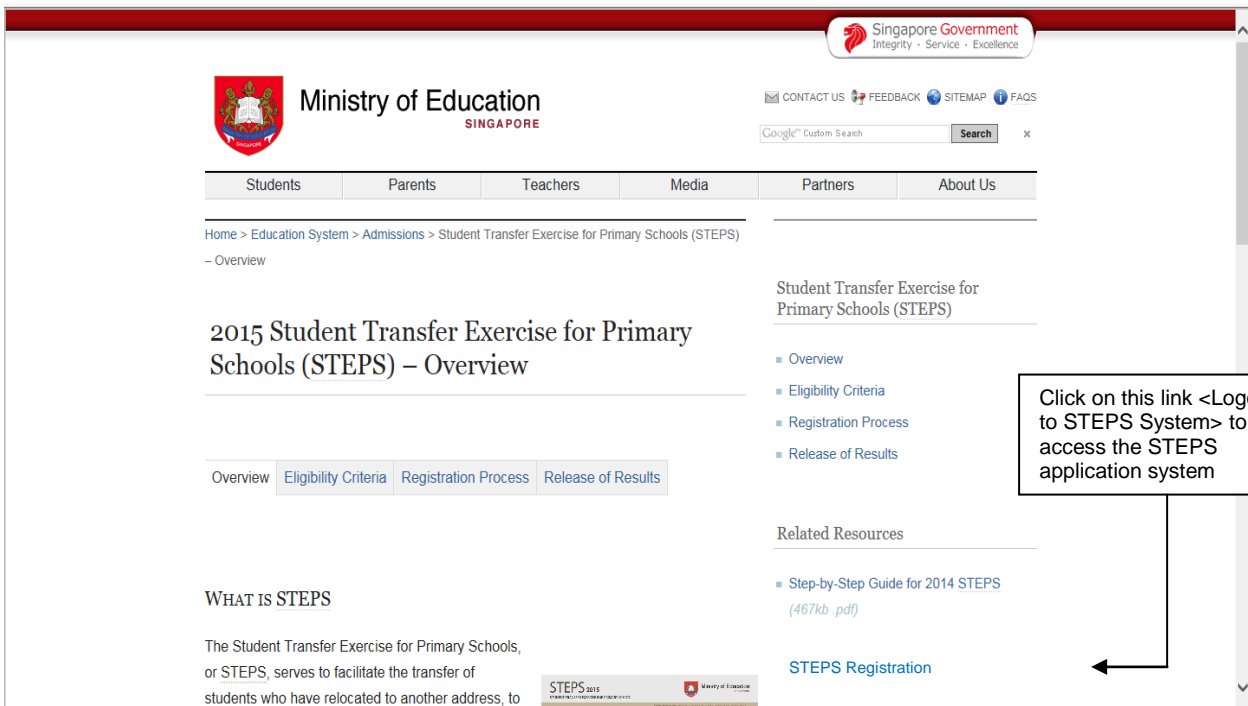 Singapore Government
Integrity · Service · Excellence
Ministry of Education
SINGAPORE
CONTACT US FEEDBACK SITEMAP FAQS
Google™ Custom Search Search x
Students Parents Teachers Media Partners About Us
Home > Education System > Admissions > Student Transfer Exercise for Primary Schools (STEPS)
– Overview
2015 Student Transfer Exercise for Primary
Schools (STEPS) – Overview
Overview Eligibility Criteria Registration Process Release of Results
WHAT IS STEPS
The Student Transfer Exercise for Primary Schools,
or STEPS, serves to facilitate the transfer of
students who have relocated to another address, to
STEPS 2015
Ministry of Education
Student Transfer Exercise for
Primary Schools (STEPS)
Overview
Eligibility Criteria
Registration Process
Release of Results
Related Resources
Step-by-Step Guide for 2014 STEPS
(467kb .pdf)
STEPS Registration
Click on this link <Log
to STEPS System> to
access the STEPS
application system